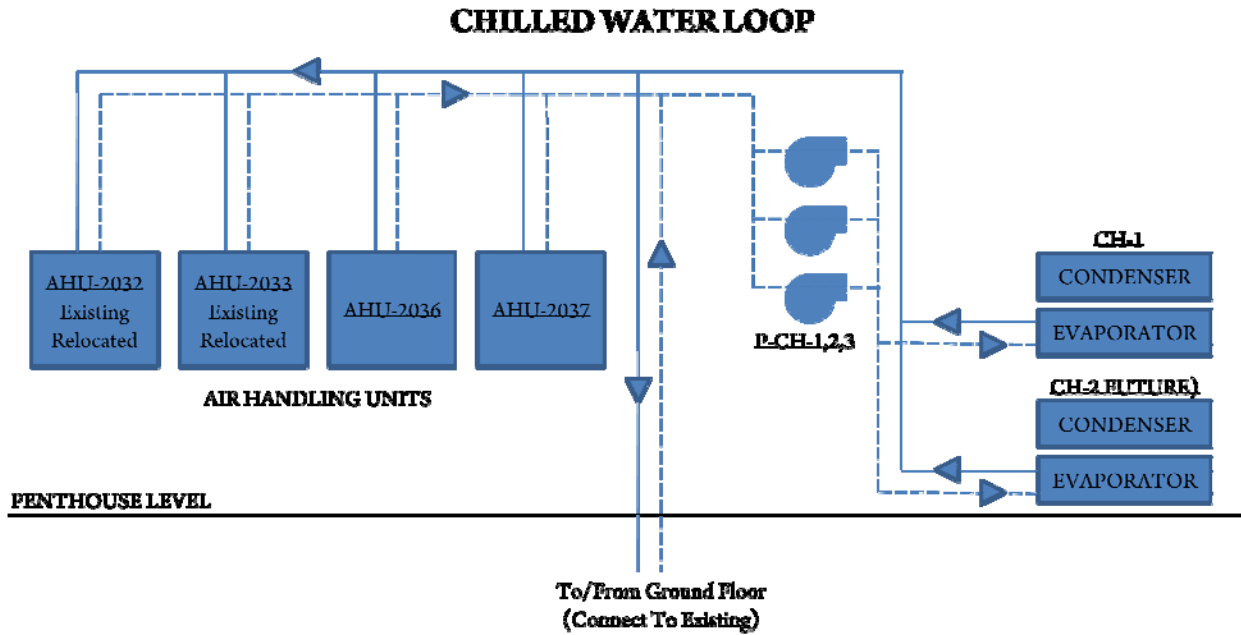 CHILLED WATER LOOP
AHU-2032
Existing
Relocated
AHU-2033
Existing
Relocated
AHU-2036
AHU-2037
AIR HANDLING UNITS
P-CH-1,2,3
CH-1
CONDENSER
EVAPORATOR
CH-2 FUTURE)
CONDENSER
EVAPORATOR
PENTHOUSE LEVEL
To/From Ground Floor
(Connect To Existing)